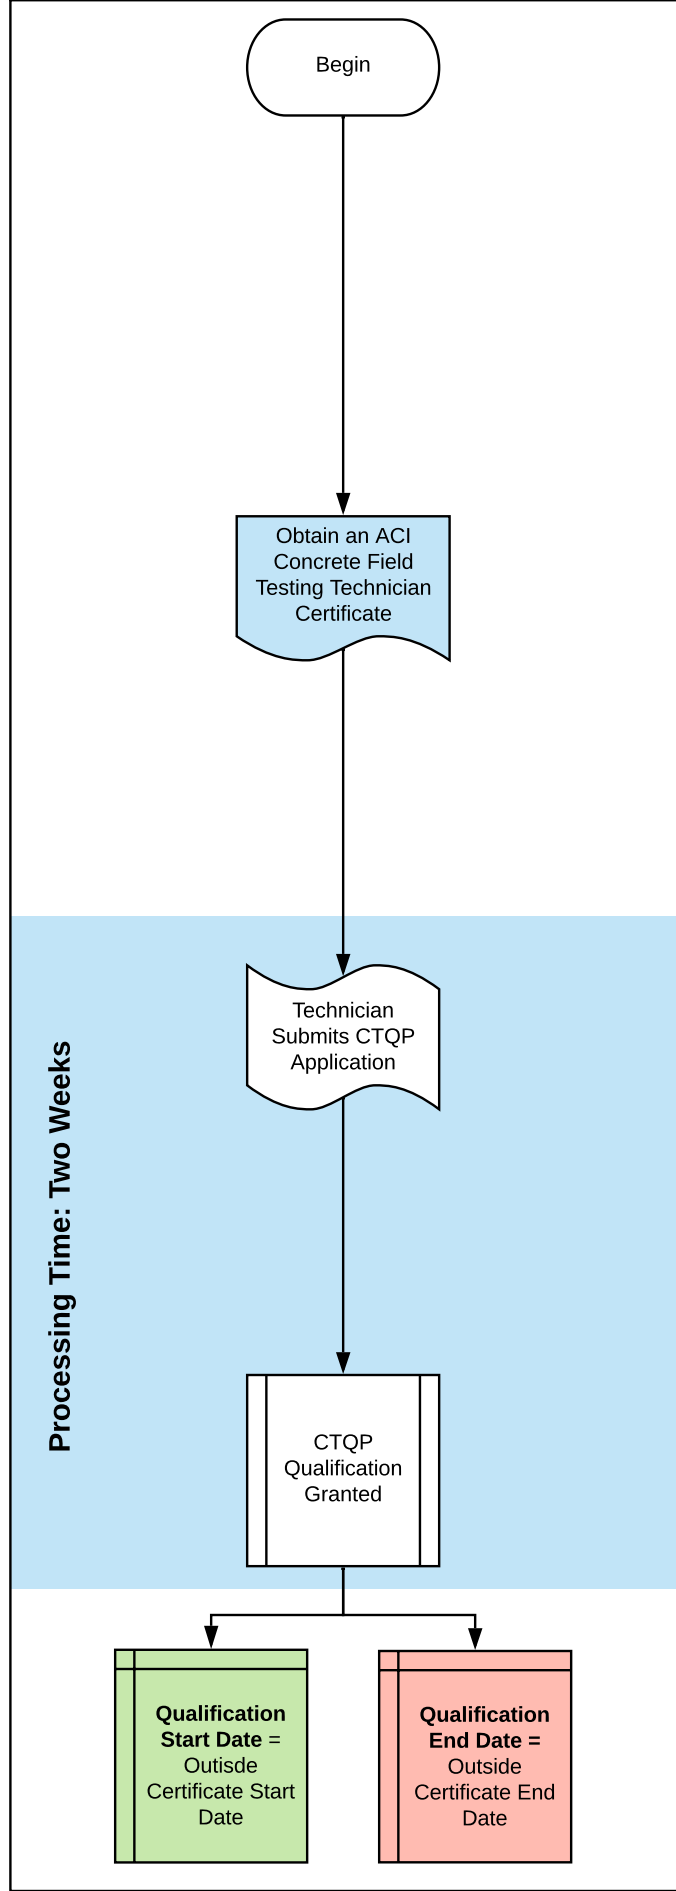 Begin
Obtain an ACI
Concrete Field
Testing Technician
Certificate
Technician
Submits CTQP
Application
Processing Time: Two Weeks
CTQP
Qualification
Granted
Qualification
Start Date =
Outisde
Certificate Start
Date
Qualification
End Date =
Outside
Certificate End
Date